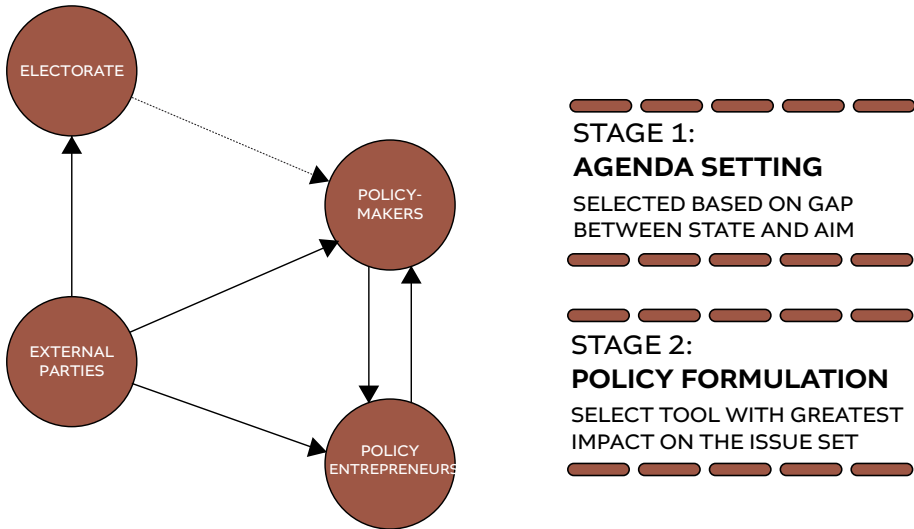 ELECTORATE
POLICY-
MAKERS
EXTERNAL
PARTIES
POLICY
ENTREPRENEURS
STAGE 1:
AGENDA SETTING
SELECTED BASED ON GAP
BETWEEN STATE AND AIM
STAGE 2:
POLICY FORMULATION
SELECT TOOL WITH GREATEST
IMPACT ON THE ISSUE SET